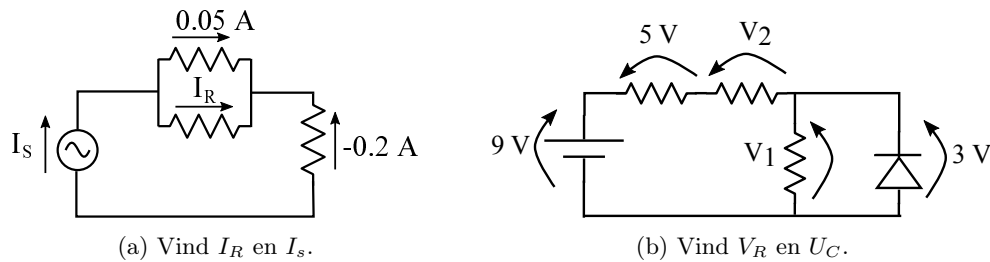 0.05 A
I_R
I_S
-0.2 A
(a) Vind I_R en I_s.
5 V
V_2
9 V
V_1
3 V
(b) Vind V_R en U_C.